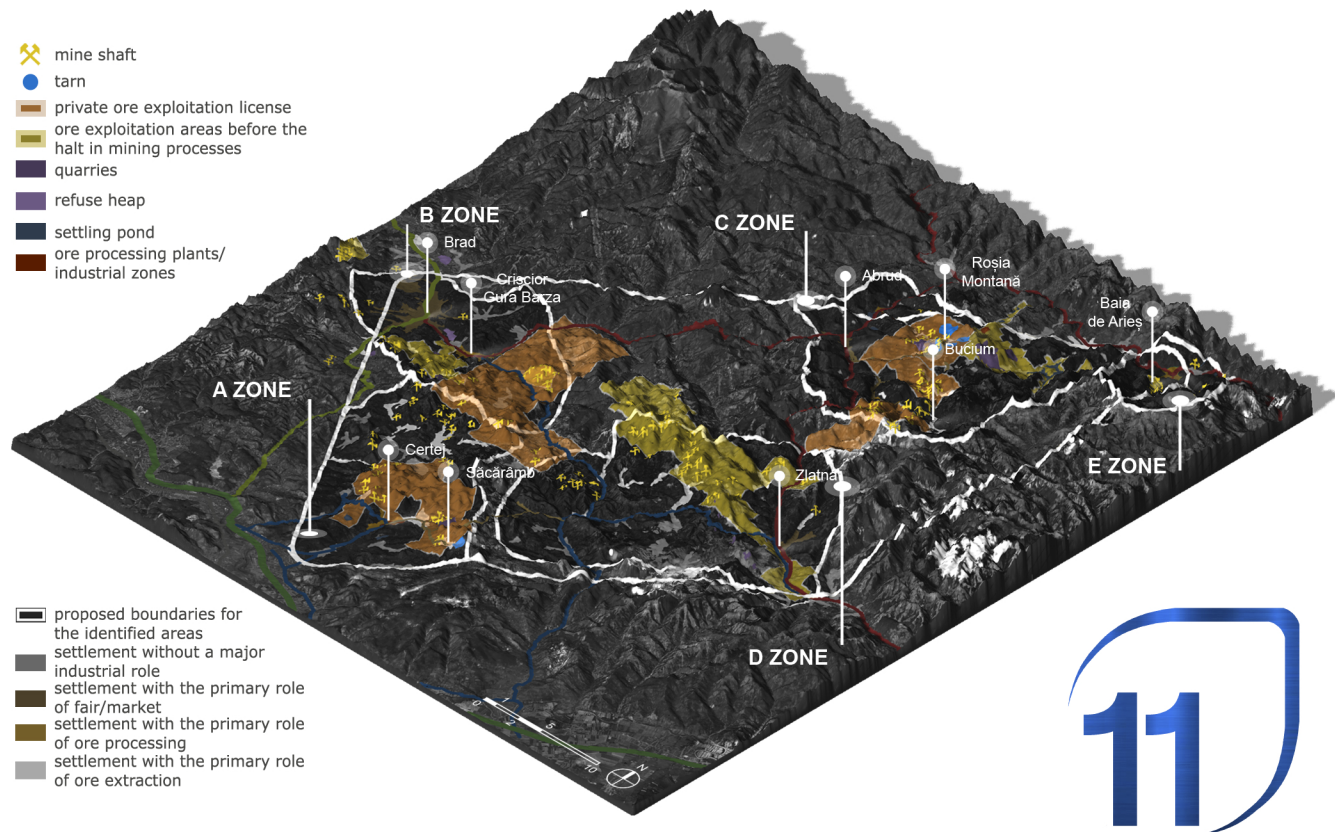 mine shaft
tarn
private ore exploitation license
ore exploitation areas before the
halt in mining processes
quarries
refuse heap
settling pond
ore processing plants/
industrial zones
B ZONE
Brad
Criscior
Gura Barza
C ZONE
Abrud
Roșia
Montană
Baia
de Arieș
Bucium
A ZONE
Certej
Săcărâmb
Zlatna
E ZONE
D ZONE
proposed boundaries for
the identified areas
settlement without a major
industrial role
settlement with the primary role
of fair/market
settlement with the primary role
of ore processing
settlement with the primary role
of ore extraction
0 1 2 5 10
N
11